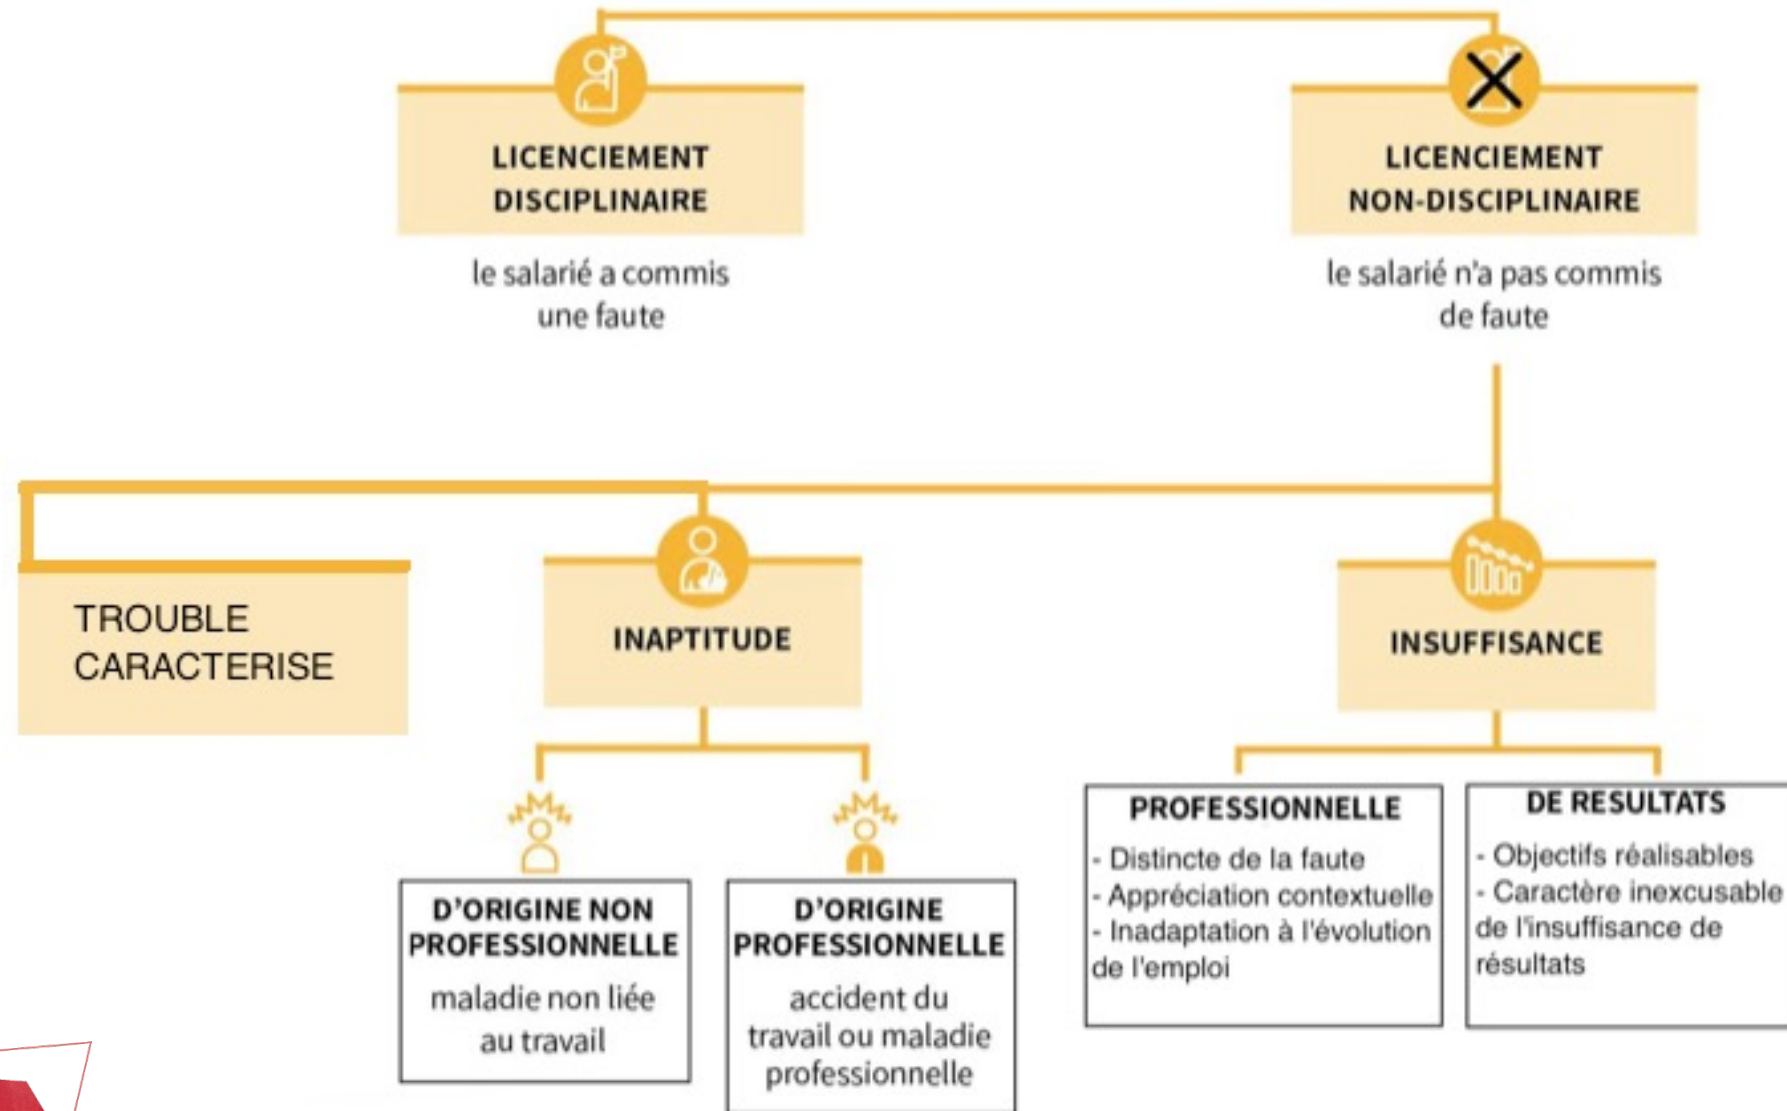 LICENCIEMENT
DISCIPLINAIRE
le salarié a commis
une faute
LICENCIEMENT
NON-DISCIPLINAIRE
le salarié n'a pas commis
de faute
TROUBLE
CARACTERISE
INAPTITUDE
INSUFFISANCE
D'ORIGINE NON
PROFESSIONNELLE
maladie non liée
au travail
D'ORIGINE
PROFESSIONNELLE
accident du
travail ou maladie
professionnelle
PROFESSIONNELLE
- Distincte de la faute
- Appréciation contextuelle
- Inadaptation à l'évolution
de l'emploi
DE RESULTATS
- Objectifs réalisables
- Caractère inexcusable
de l'insuffisance de
résultats